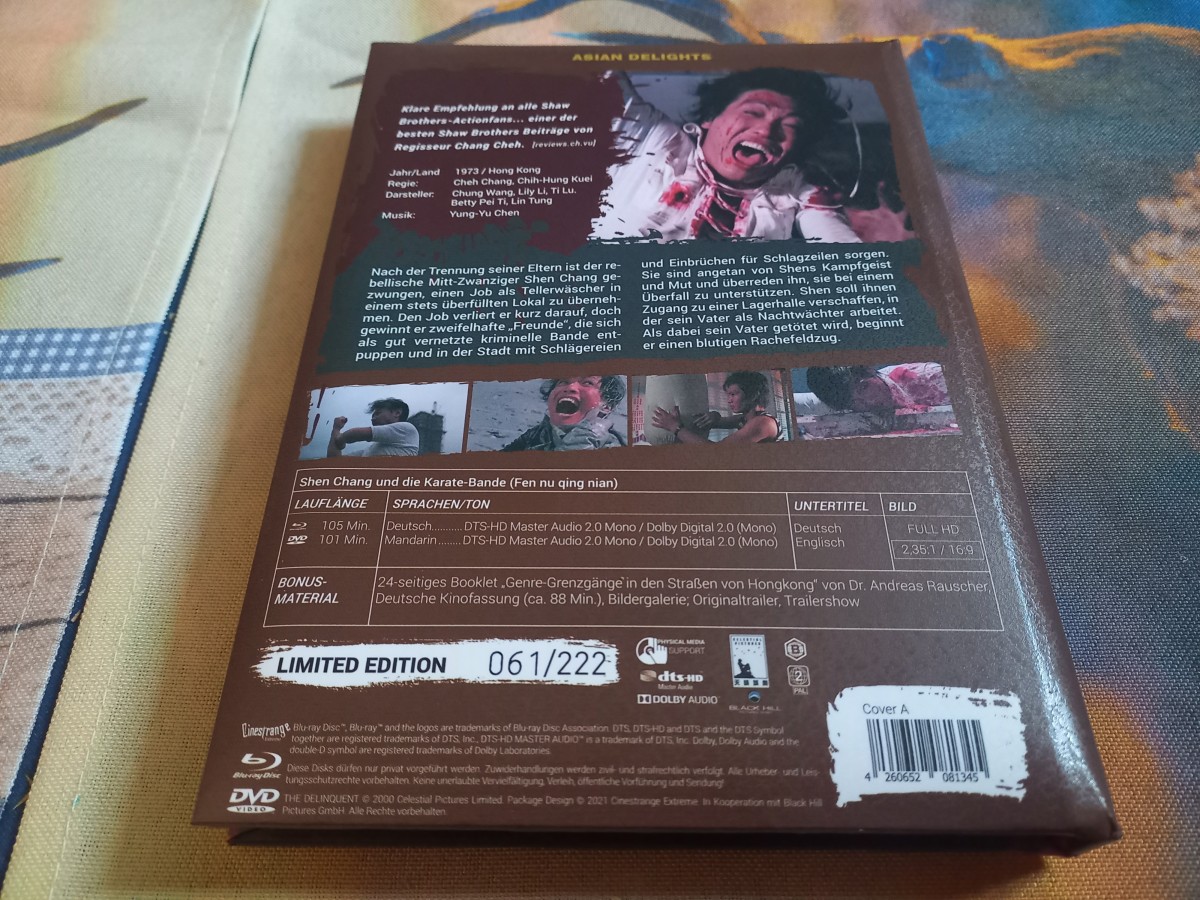 ASIAN DELIGHTS
Klare Empfehlung an alle Shaw
Brothers-Actionfans... einer der
besten Shaw Brothers Beiträge von
Regisseur Chang Cheh. [reviews.ch.vu]
Jahr/Land 1973 / Hong Kong
Regie: Cheh Chang, Chih-Hung Kuei
Darsteller: Chung Wang, Lily Li, Ti Lu.
Betty Pei Ti, Lin Tung
Musik: Yung-Yu Chen
Nach der Trennung seiner Eltern ist der re-
bellische Mitt-Zwanziger Shen Chang ge-
zwungen, einen Job als Tellerwäscher in
einem stets überfüllten Lokal zu überneh-
men. Den Job verliert er kurz darauf, doch
gewinnt er zweifelhafte „Freunde", die sich
als gut vernetzte kriminelle Bande ent-
puppen und in der Stadt mit Schlägereien
und Einbrüchen für Schlagzeilen sorgen.
Sie sind angetan von Shens Kampfgeist
und Mut und überreden ihn, sie bei einem
Überfall zu unterstützen. Shen soll ihnen
Zugang zu einer Lagerhalle verschaffen, in
der sein Vater als Nachtwächter arbeitet.
Als dabei sein Vater getötet wird, beginnt
er einen blutigen Rachefeldzug.
Shen Chang und die Karate-Bande (Fen nu qing nian)
LAUFLÄNGE SPRACHEN/TON UNTERTITEL BILD
105 Min. Deutsch.......... DTS-HD Master Audio 2.0 Mono / Dolby Digital 2.0 (Mono) Deutsch FULL HD
DVD 101 Min. Mandarin ....... DTS-HD Master Audio 2.0 Mono / Dolby Digital 2.0 (Mono) Englisch 2,35:1 / 16:9
BONUS-
MATERIAL
24-seitiges Booklet „Genre-Grenzgänge in den Straßen von Hongkong" von Dr. Andreas Rauscher,
Deutsche Kinofassung (ca. 88 Min.), Bildergalerie; Originaltrailer, Trailershow
LIMITED EDITION 061/222
PHYSICAL MEDIA
SUPPORT
dts-HD
Master Audio
DOLBY AUDIO
CELESTIAL
PICTURES
天映娛樂
BLACK HILL
B
2
PAL
Cover A
4 260652 081345
Cinestrange
Blu-ray Disc™, Blu-ray™ and the logos are trademarks of Blu-ray Disc Association. DTS, DTS-HD and DTS and the DTS Symbol
together are registered trademarks of DTS, Inc. DTS-HD MASTER AUDIO™ is a trademark of DTS, Inc. Dolby, Dolby Audio and the
double-D symbol are registered trademarks of Dolby Laboratories.
Blu-ray Disc
Diese Disks dürfen nur privat vorgeführt werden. Zuwiderhandlungen werden zivil- und strafrechtlich verfolgt. Alle Urheber- und Leis-
tungsschutzrechte vorbehalten. Keine unerlaubte Vervielfältigung, Verleih, öffentliche Vorführung und Sendung!
DVD
VIDEO
THE DELINQUENT © 2000 Celestial Pictures Limited. Package Design © 2021 Cinestrange Extreme. In Kooperation mit Black Hill
Pictures GmbH. Alle Rechte vorbehalten.